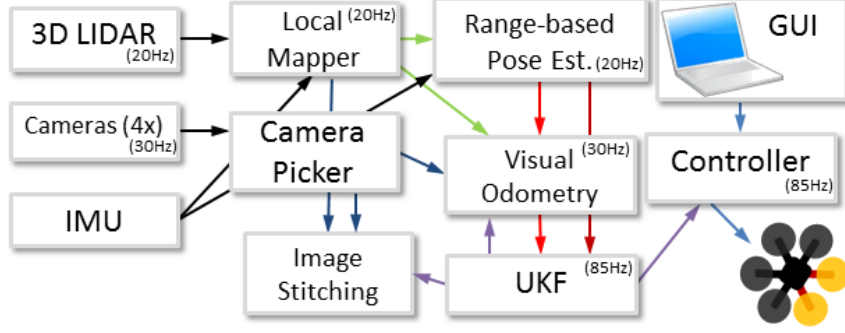 3D LIDAR
(20Hz)
Local (20Hz)
Mapper
Range-based
Pose Est. (20Hz)
GUI
Cameras (4x)
(30Hz)
Camera
Picker
Visual (30Hz)
Odometry
Controller
(85Hz)
IMU
Image
Stitching
UKF (85Hz)